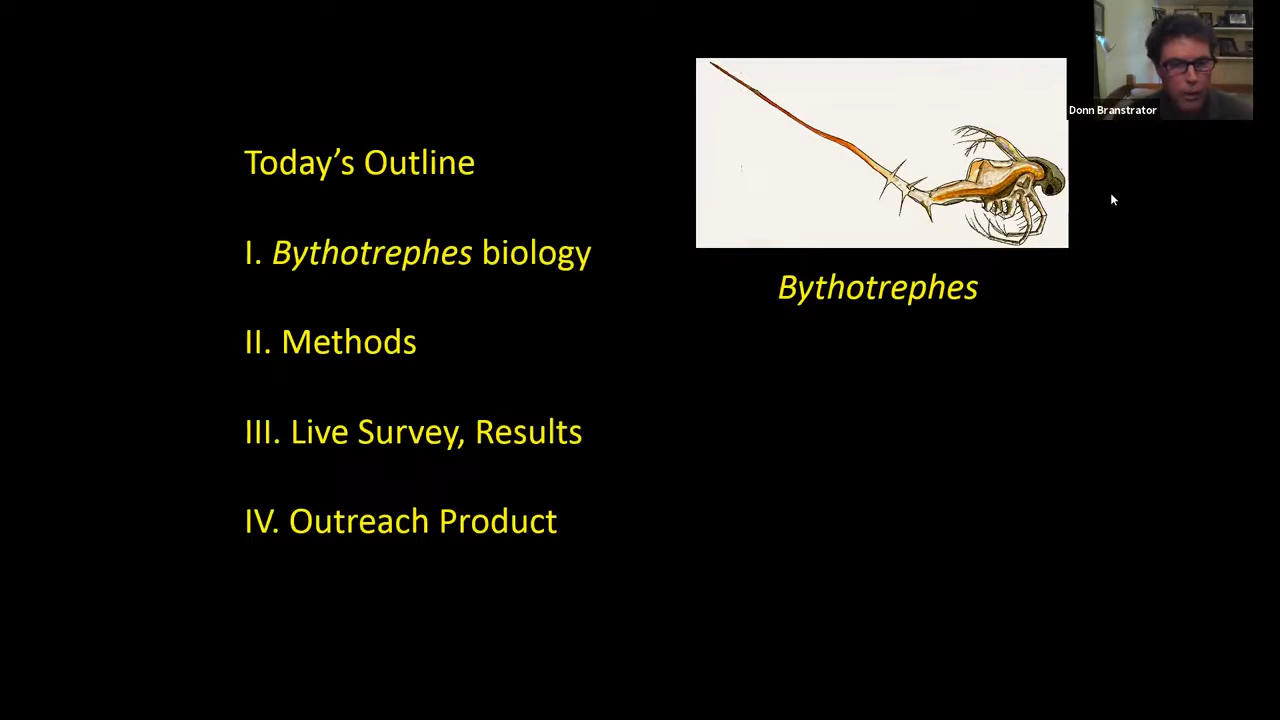 Donn Branstrator
Today's Outline
I. Bythotrephes biology
Bythotrephes
II. Methods
III. Live Survey, Results
IV. Outreach Product